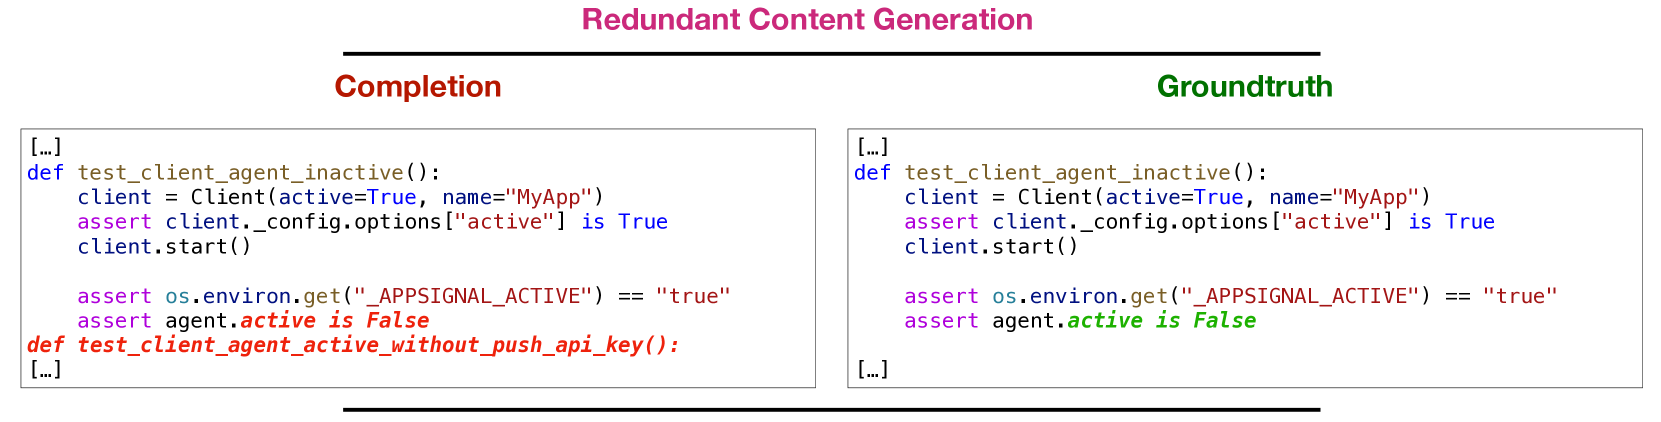 Redundant Content Generation
Completion
Groundtruth
[…]
def test_client_agent_inactive():
    client = Client(active=True, name="MyApp")
    assert client._config.options["active"] is True
    client.start()

    assert os.environ.get("_APPSIGNAL_ACTIVE") == "true"
    assert agent.active is False
def test_client_agent_active_without_push_api_key():
[…]
[…]
def test_client_agent_inactive():
    client = Client(active=True, name="MyApp")
    assert client._config.options["active"] is True
    client.start()

    assert os.environ.get("_APPSIGNAL_ACTIVE") == "true"
    assert agent.active is False

[…]